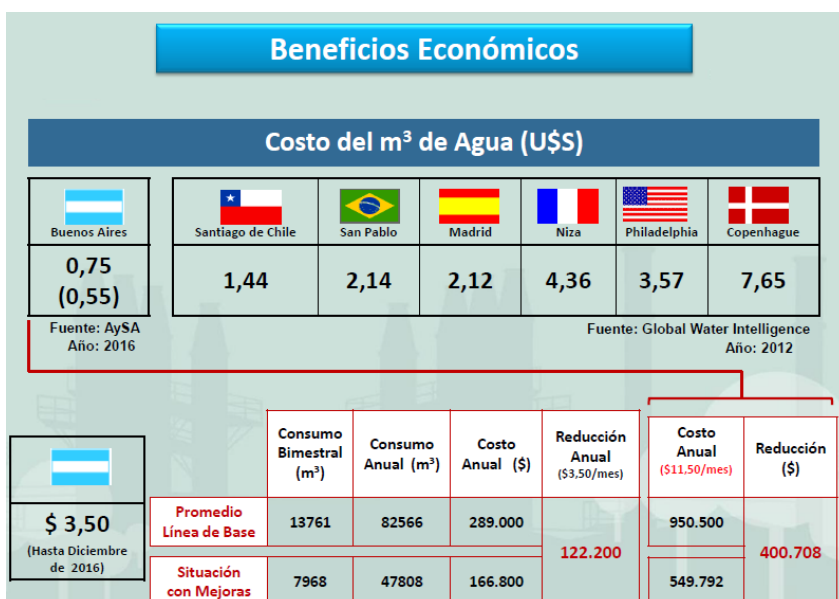 Beneficios Económicos
Costo del m³ de Agua (U$S)
Buenos Aires
0,75
(0,55)
Santiago de Chile
1,44
San Pablo
2,14
Madrid
2,12
Niza
4,36
Philadelphia
3,57
Copenhague
7,65
Fuente: AySA
Año: 2016
Fuente: Global Water Intelligence
Año: 2012
$ 3,50
(Hasta Diciembre
de 2016)
Consumo
Bimestral
(m³)
Consumo
Anual (m³)
Costo
Anual ($)
Reducción
Anual
($3,50/mes)
Costo
Anual
($11,50/mes)
Reducción
($)
Promedio
Línea de Base
13761
82566
289.000
122.200
950.500
400.708
Situación
con Mejoras
7968
47808
166.800
549.792